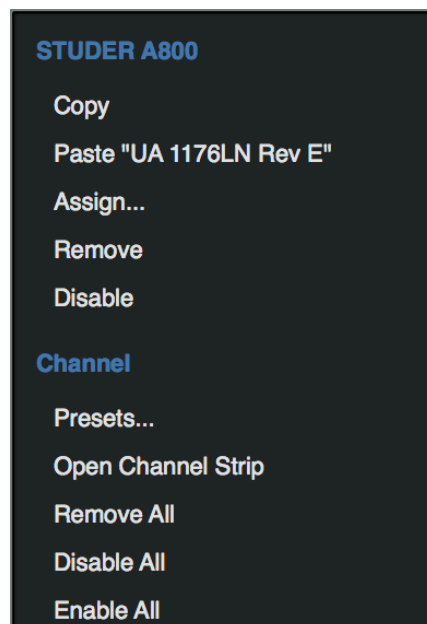 STUDER A800
Copy
Paste "UA 1176LN Rev E"
Assign...
Remove
Disable
Channel
Presets...
Open Channel Strip
Remove All
Disable All
Enable All